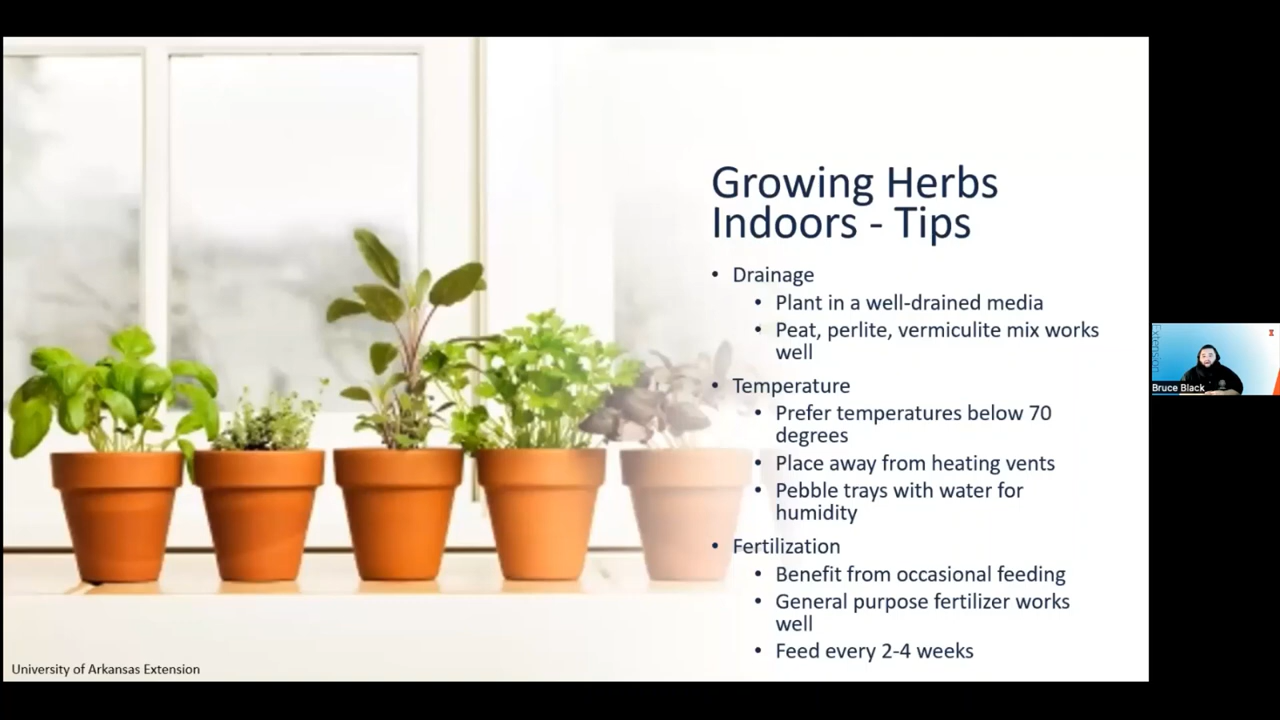 Growing Herbs
Indoors - Tips
• Drainage
• Plant in a well-drained media
• Peat, perlite, vermiculite mix works
well
• Temperature
• Prefer temperatures below 70
degrees
• Place away from heating vents
• Pebble trays with water for
humidity
• Fertilization
• Benefit from occasional feeding
• General purpose fertilizer works
well
• Feed every 2-4 weeks
University of Arkansas Extension
Extension
Bruce Black